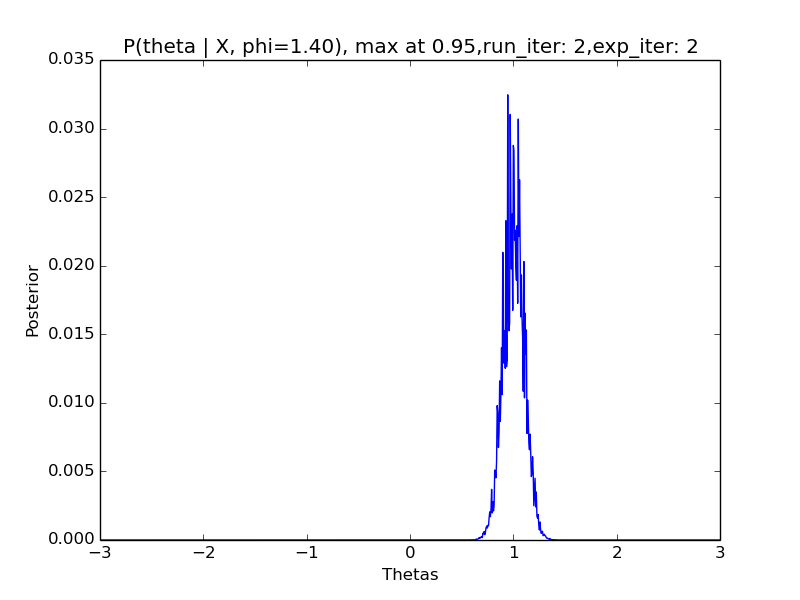 P(theta | X, phi=1.40), max at 0.95,run_iter: 2,exp_iter: 2
0.035
0.030
0.025
0.020
0.015
0.010
0.005
0.000
Posterior
−3 −2 −1 0 1 2 3
Thetas